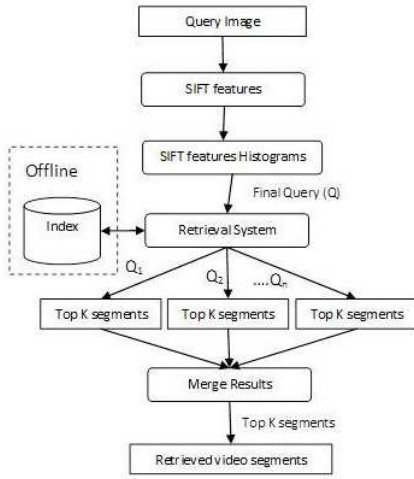 Query Image
SIFT features
SIFT features Histograms
Final Query (Q)
Offline
Index
Retrieval System
Q1
Q2
....Qn
Top K segments
Top K segments
Top K segments
Merge Results
Top K segments
Retrieved video segments